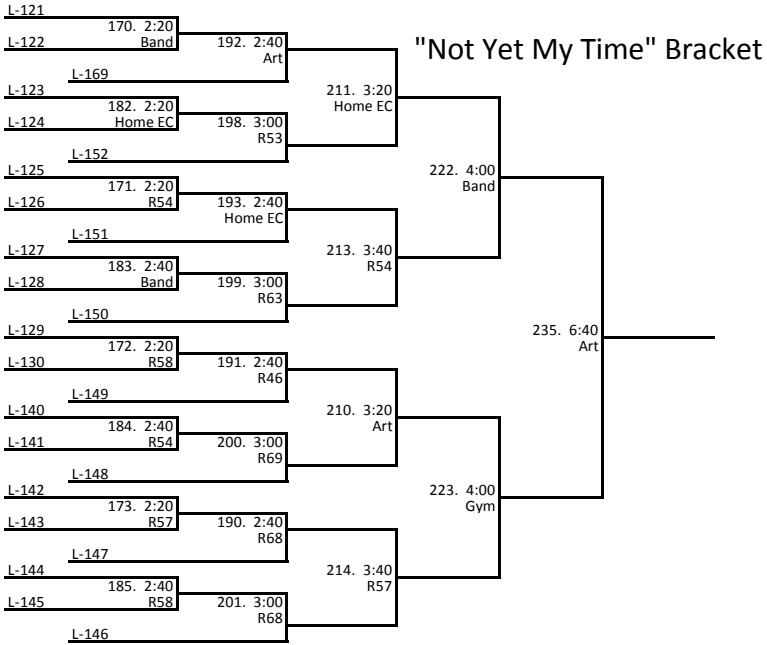 "Not Yet My Time" Bracket
L-121
170. 2:20
Band
L-122
192. 2:40
Art
L-169
211. 3:20
Home EC
L-123
182. 2:20
Home EC
L-124
198. 3:00
R53
L-152
222. 4:00
Band
L-125
171. 2:20
R54
L-126
193. 2:40
Home EC
L-151
213. 3:40
R54
L-127
183. 2:40
Band
L-128
199. 3:00
R63
L-150
235. 6:40
Art
L-129
172. 2:20
R58
L-130
191. 2:40
R46
L-149
210. 3:20
Art
L-140
184. 2:40
R54
L-141
200. 3:00
R69
L-148
223. 4:00
Gym
L-142
173. 2:20
R57
L-143
190. 2:40
R68
L-147
214. 3:40
R57
L-144
185. 2:40
R58
L-145
201. 3:00
R68
L-146